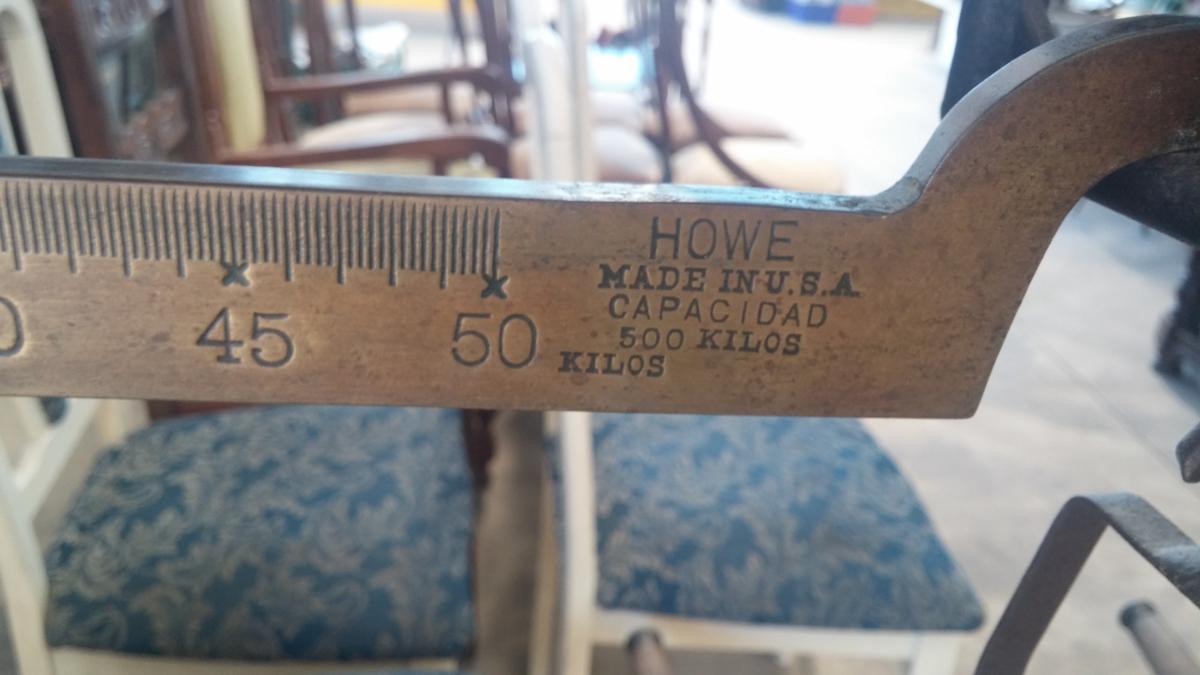 HOWE
MADE IN U.S.A
CAPACIDAD
500 KILOS
45 50 KILOS